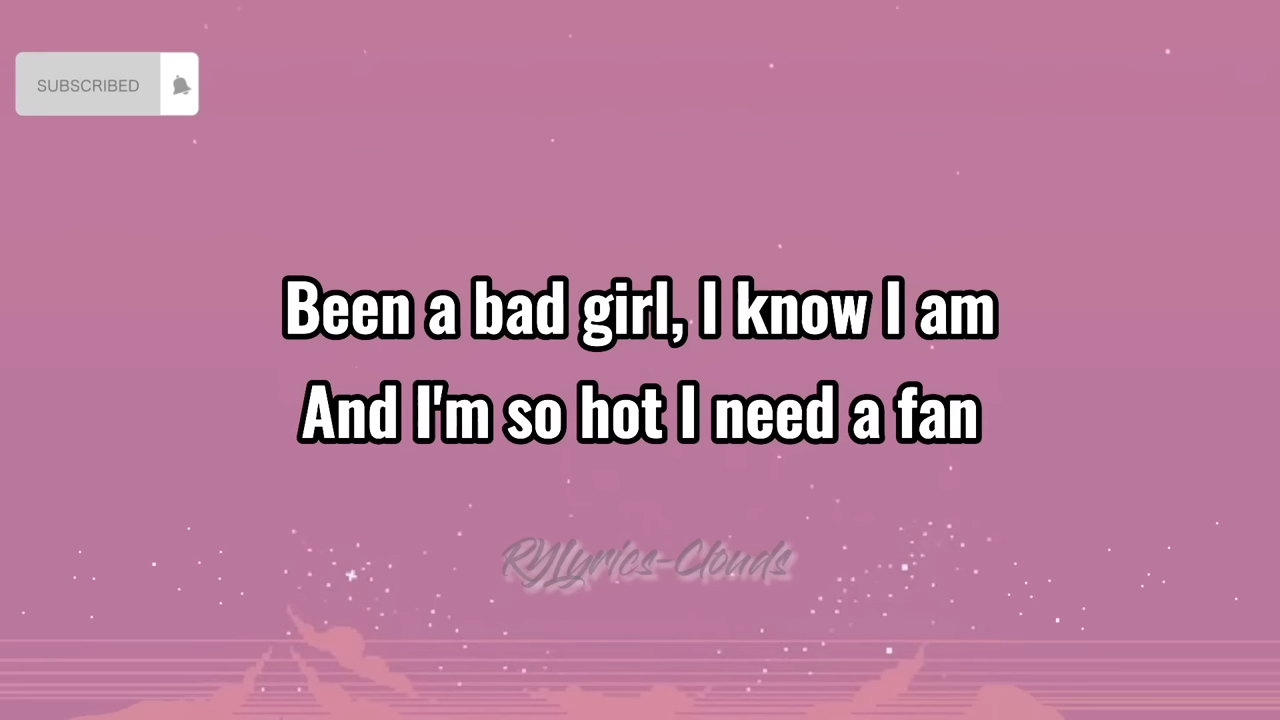 SUBSCRIBED
Been a bad girl, I know I am
And I'm so hot I need a fan
RYLyrics-Clouds